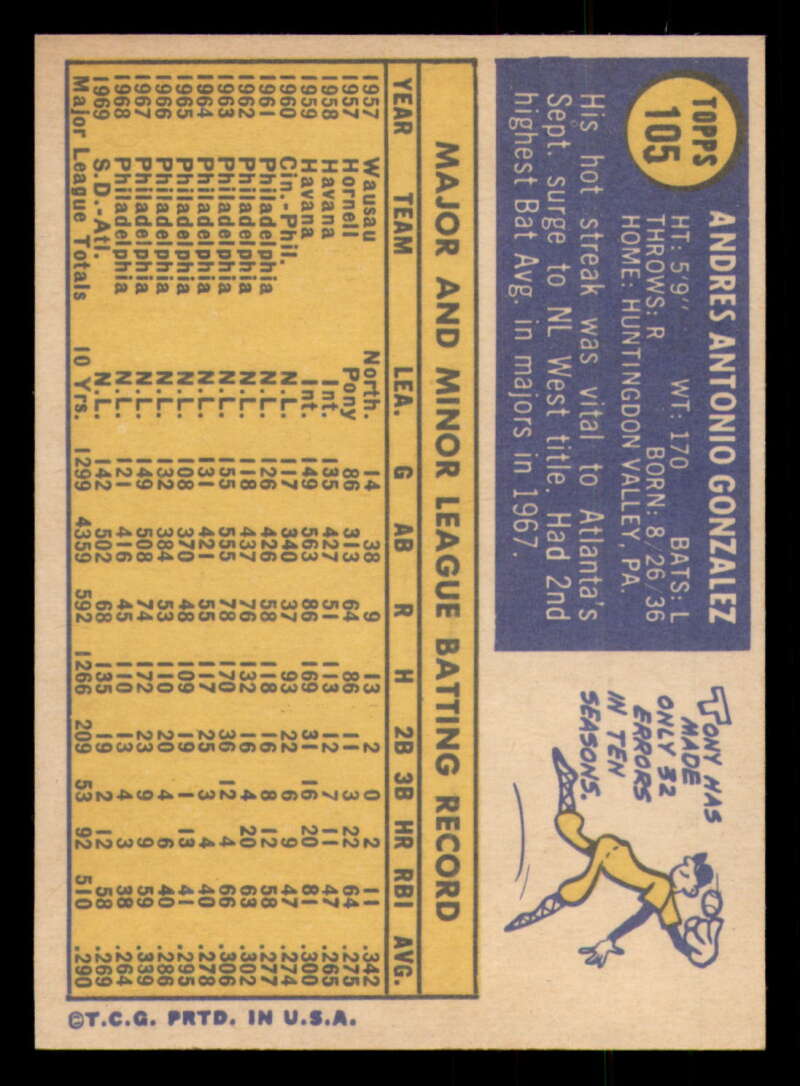 TOPPS
105
ANDRES ANTONIO GONZALEZ
HT: 5'9" WT: 170 BATS: L
THROWS: R BORN: 8/26/36
HOME: HUNTINGDON VALLEY, PA.
His hot streak was vital to Atlanta's
Sept. surge to NL West title. Had 2nd
highest Bat Avg. in majors in 1967.
TONY HAS
MADE
ONLY 32
ERRORS
IN TEN
SEASONS.
MAJOR AND MINOR LEAGUE BATTING RECORD
YEAR TEAM LEA. G AB R H 2B 3B HR RBI AVG.
1957 Wausau North. 14 38 9 13 2 0 2 11 .342
1957 Hornell Pony 86 313 64 86 11 3 22 64 .275
1958 Havana Int. 135 427 51 113 12 7 11 47 .265
1959 Havana Int. 149 563 86 169 31 16 20 81 .300
1960 Cin.-Phil. N.L. 117 340 37 93 22 6 9 47 .274
1961 Philadelphia N.L. 126 426 58 118 16 8 12 58 .277
1962 Philadelphia N.L. 118 437 76 132 16 4 20 63 .302
1963 Philadelphia N.L. 155 555 78 170 36 12 4 66 .306
1964 Philadelphia N.L. 131 421 55 117 25 3 4 40 .278
1965 Philadelphia N.L. 108 370 48 109 19 1 13 41 .295
1966 Philadelphia N.L. 132 384 53 110 20 4 6 40 .286
1967 Philadelphia N.L. 149 508 74 172 23 9 9 59 .339
1968 Philadelphia N.L. 121 416 45 110 13 4 3 38 .264
1969 S.D.-Atl. N.L. 142 502 68 135 19 2 12 58 .269
Major League Totals 10 Yrs. 1299 4359 592 1266 209 53 92 510 .290
©T.C.G. PRTD. IN U.S.A.